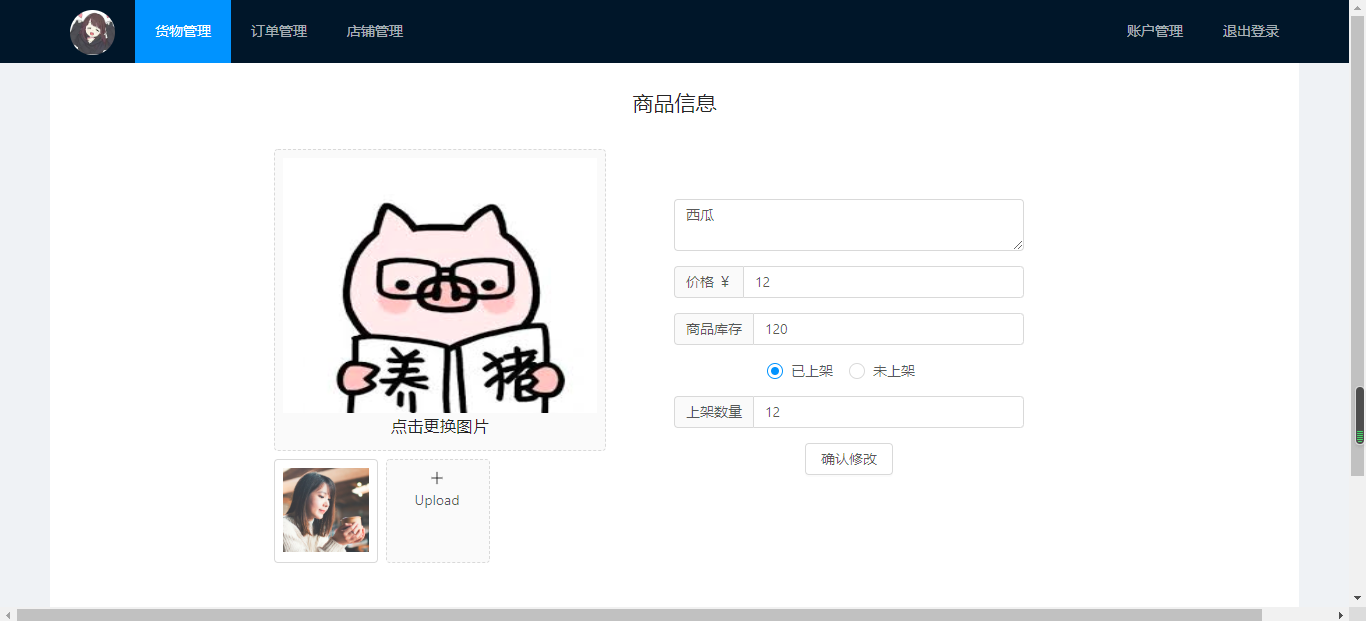 货物管理 订单管理 店铺管理 账户管理 退出登录
商品信息
养猪
点击更换图片
Upload
西瓜
价格 ¥ 12
商品库存 120
已上架 未上架
上架数量 12
确认修改